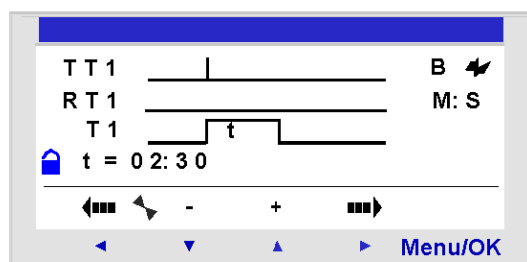 TT1 B
RT1 M: S
T1 t
t = 02:30
- +
Menu/OK